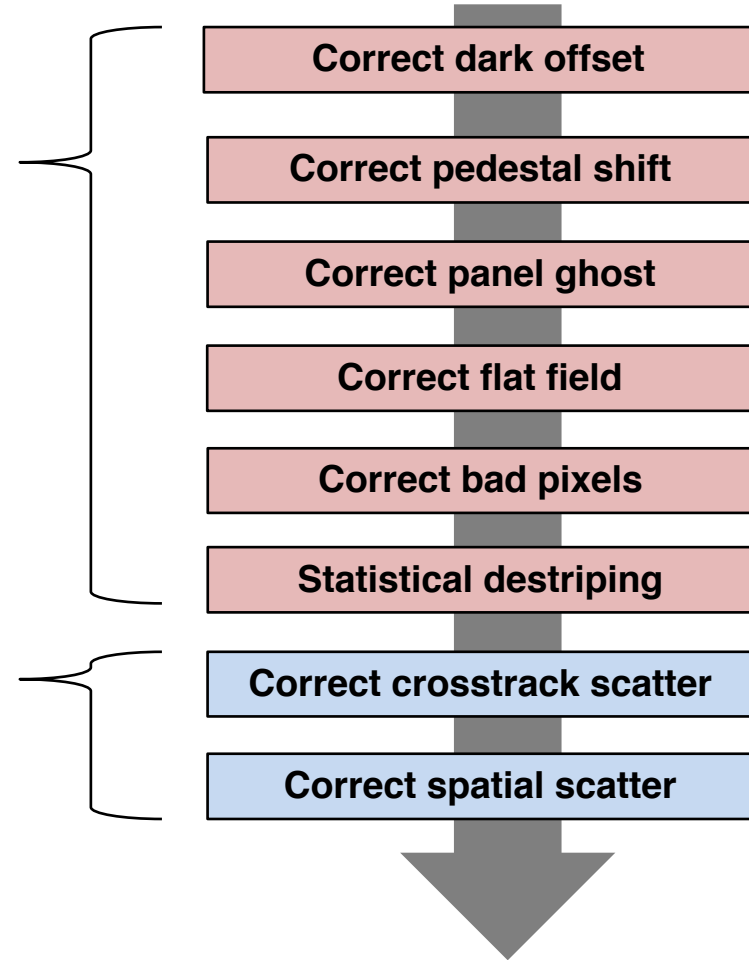 Correct dark offset
Correct pedestal shift
Correct panel ghost
Correct flat field
Correct bad pixels
Statistical destriping
Correct crosstrack scatter
Correct spatial scatter